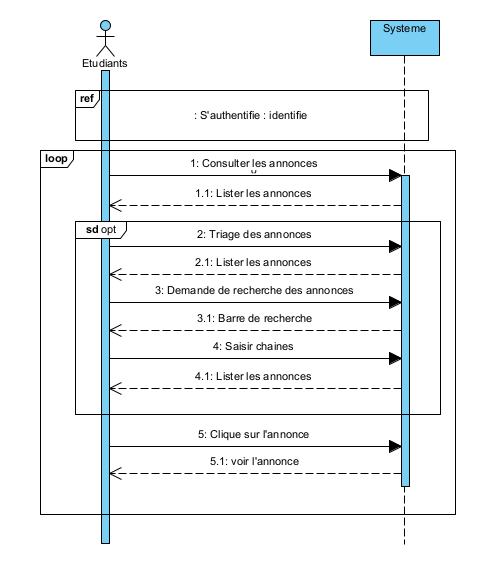 Etudiants
Systeme
ref
: S'authentifie : identifie
loop
1: Consulter les annonces
1.1: Lister les annonces
sd opt
2: Triage des annonces
2.1: Lister les annonces
3: Demande de recherche des annonces
3.1: Barre de recherche
4: Saisir chaines
4.1: Lister les annonces
5: Clique sur l'annonce
5.1: voir l'annonce